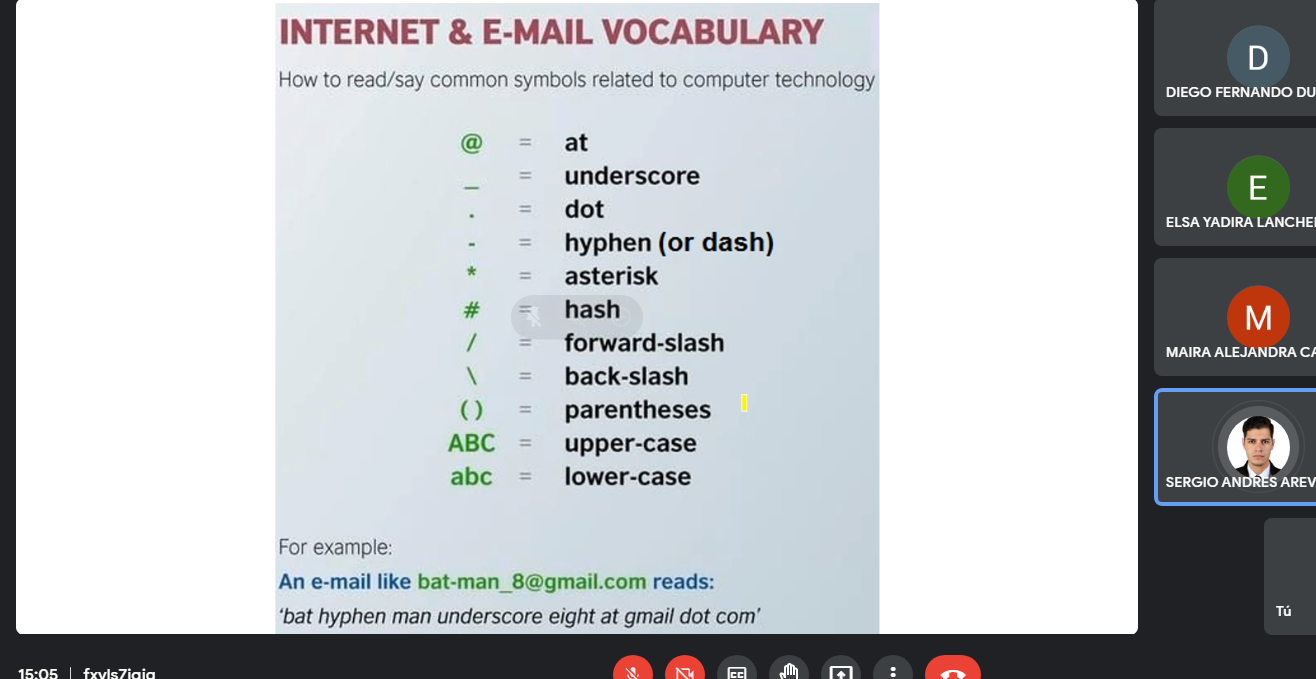 INTERNET & E-MAIL VOCABULARY
How to read/say common symbols related to computer technology
@ = at
_ = underscore
. = dot
- = hyphen (or dash)
* = asterisk
# = hash
/ = forward-slash
\ = back-slash
( ) = parentheses
ABC = upper-case
abc = lower-case
For example:
An e-mail like bat-man_8@gmail.com reads:
'bat hyphen man underscore eight at gmail dot com'
D
DIEGO FERNANDO DU
E
ELSA YADIRA LANCHE
M
MAIRA ALEJANDRA CA
SERGIO ANDRES AREV
Tú
15:05 |